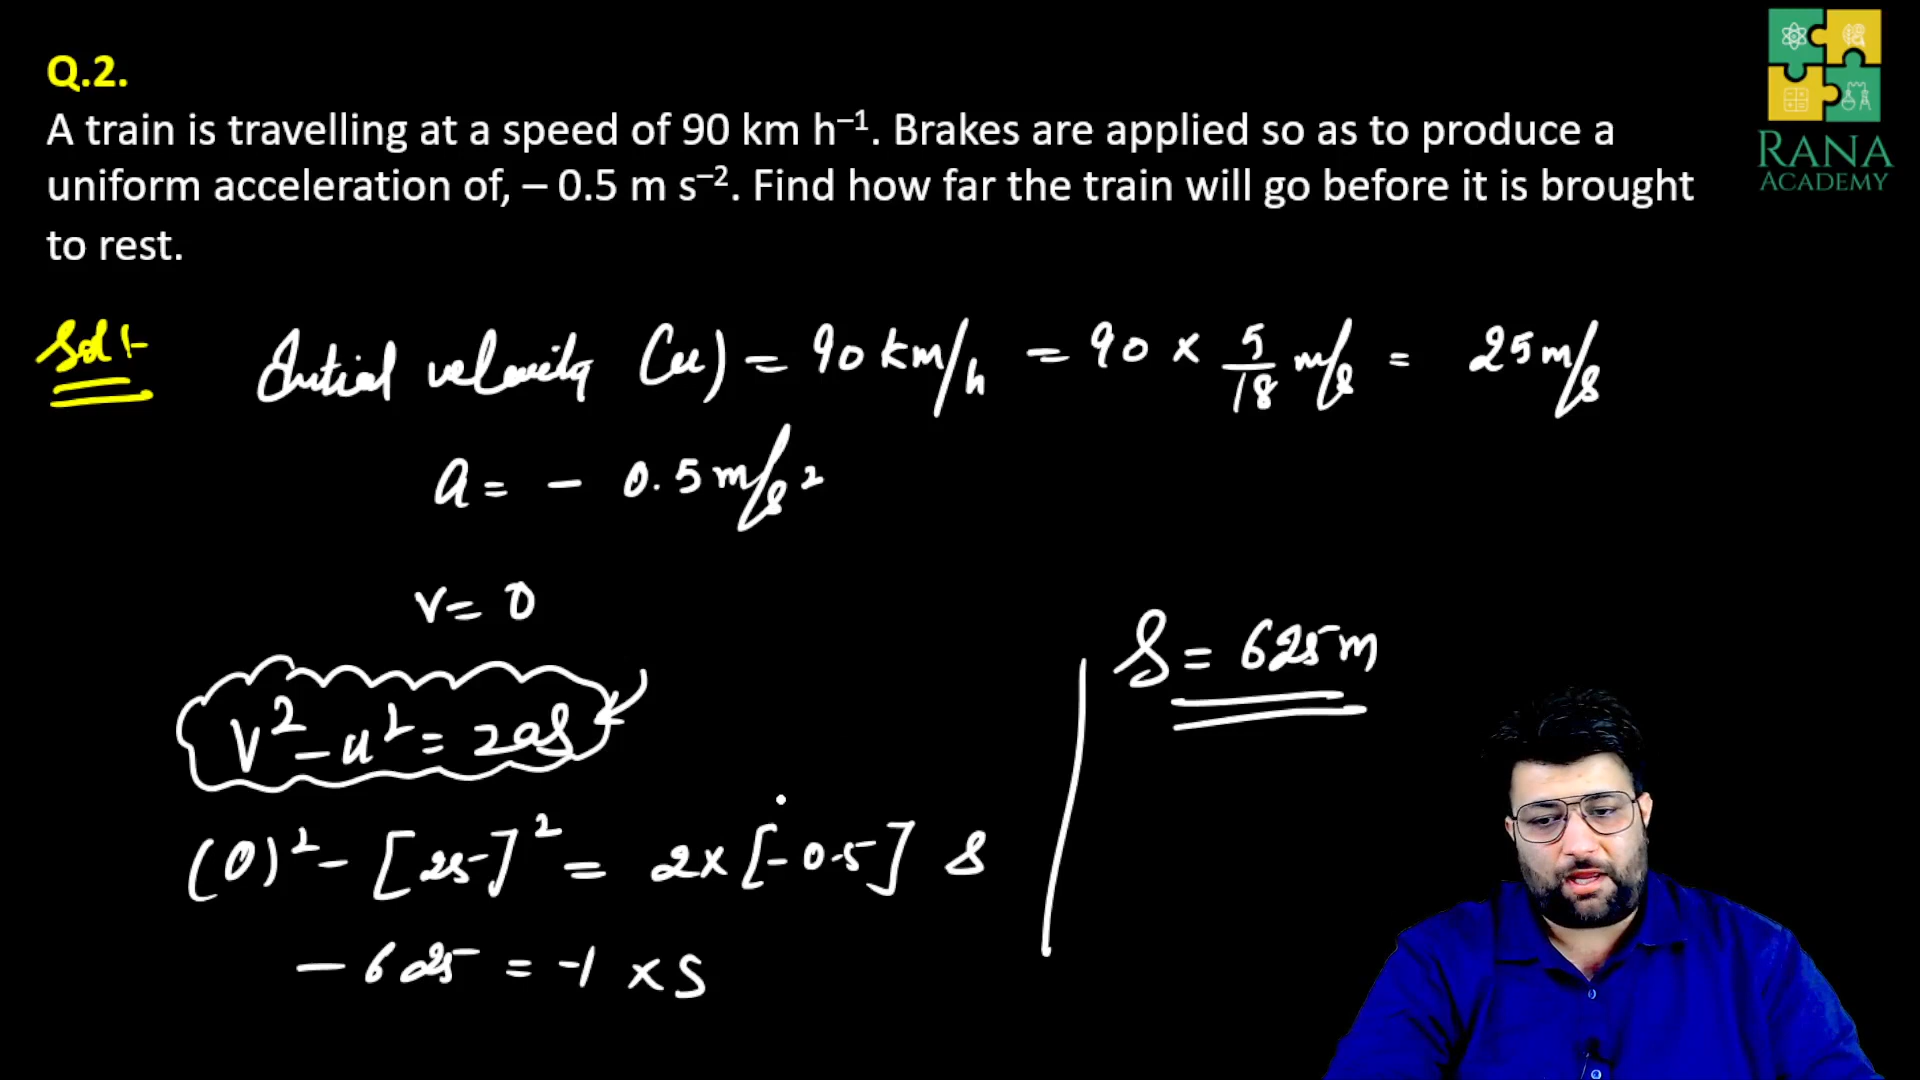 Q.2.
A train is travelling at a speed of 90 km h⁻¹. Brakes are applied so as to produce a
uniform acceleration of, – 0.5 m s⁻². Find how far the train will go before it is brought
to rest.
RANA
ACADEMY
Sol :-
Initial velocity (u) = 90 km/h = 90 × 5/18 m/s = 25 m/s
a = - 0.5 m/s²
v = 0
v² - u² = 2as
(0)² - [25]² = 2 × [- 0.5] s
- 625 = -1 × s
S = 625 m